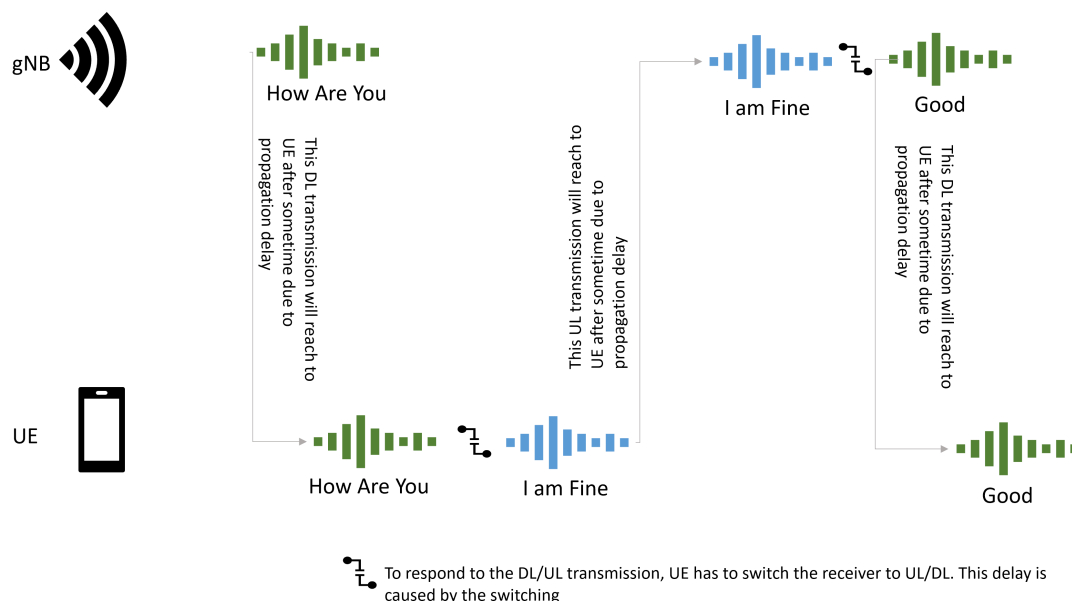 gNB
How Are You
This DL transmission will reach to
UE after sometime due to
propagation delay
This UL transmission will reach to
UE after sometime due to
propagation delay
I am Fine
Good
This DL transmission will reach to
UE after sometime due to
propagation delay
UE
How Are You
I am Fine
Good
To respond to the DL/UL transmission, UE has to switch the receiver to UL/DL. This delay is
caused by the switching